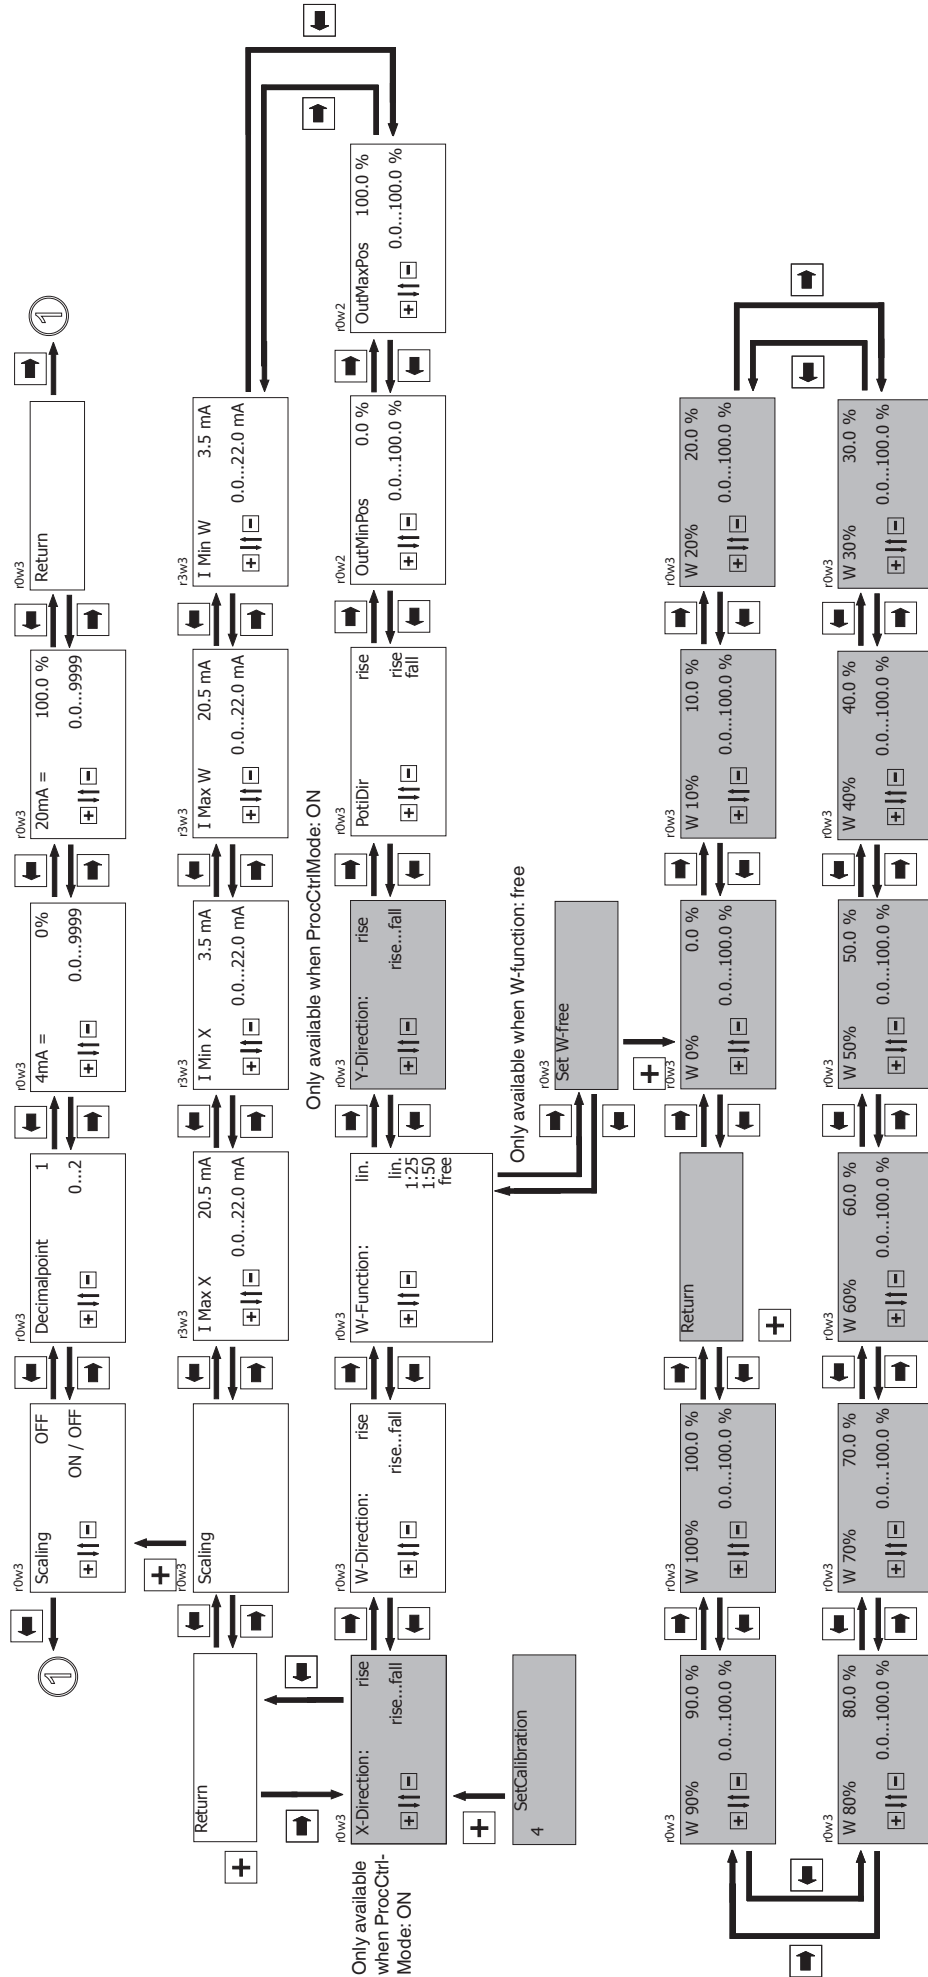 r0w3
Scaling OFF
ON / OFF
r0w3
Decimalpoint 1
0...2
r0w3
4mA = 0%
0.0...9999
r0w3
20mA = 100.0 %
0.0...9999
r0w3
Return
1
1
Return
r0w3
Scaling
r3w3
I Max X 20.5 mA
0.0...22.0 mA
r3w3
I Min X 3.5 mA
0.0...22.0 mA
r3w3
I Max W 20.5 mA
0.0...22.0 mA
r3w3
I Min W 3.5 mA
0.0...22.0 mA
Only available when ProcCtrlMode: ON
Only available
when ProcCtrl-
Mode: ON
r0w3
X-Direction: rise
rise...fall
r0w3
W-Direction: rise
rise...fall
r0w3
W-Function: lin.
lin.
1:25
1:50
free
r0w3
Y-Direction: rise
rise...fall
r0w3
PotiDir rise
rise
fall
r0w2
OutMinPos 0.0 %
0.0...100.0 %
r0w2
OutMaxPos 100.0 %
0.0...100.0 %
SetCalibration
4
r0w3
Set W-free
Only available when W-function: free
r0w3
W 90% 90.0 %
0.0...100.0 %
r0w3
W 100% 100.0 %
0.0...100.0 %
Return
r0w3
W 0% 0.0 %
0.0...100.0 %
r0w3
W 10% 10.0 %
0.0...100.0 %
r0w3
W 20% 20.0 %
0.0...100.0 %
r0w3
W 80% 80.0 %
0.0...100.0 %
r0w3
W 70% 70.0 %
0.0...100.0 %
r0w3
W 60% 60.0 %
0.0...100.0 %
r0w3
W 50% 50.0 %
0.0...100.0 %
r0w3
W 40% 40.0 %
0.0...100.0 %
r0w3
W 30% 30.0 %
0.0...100.0 %